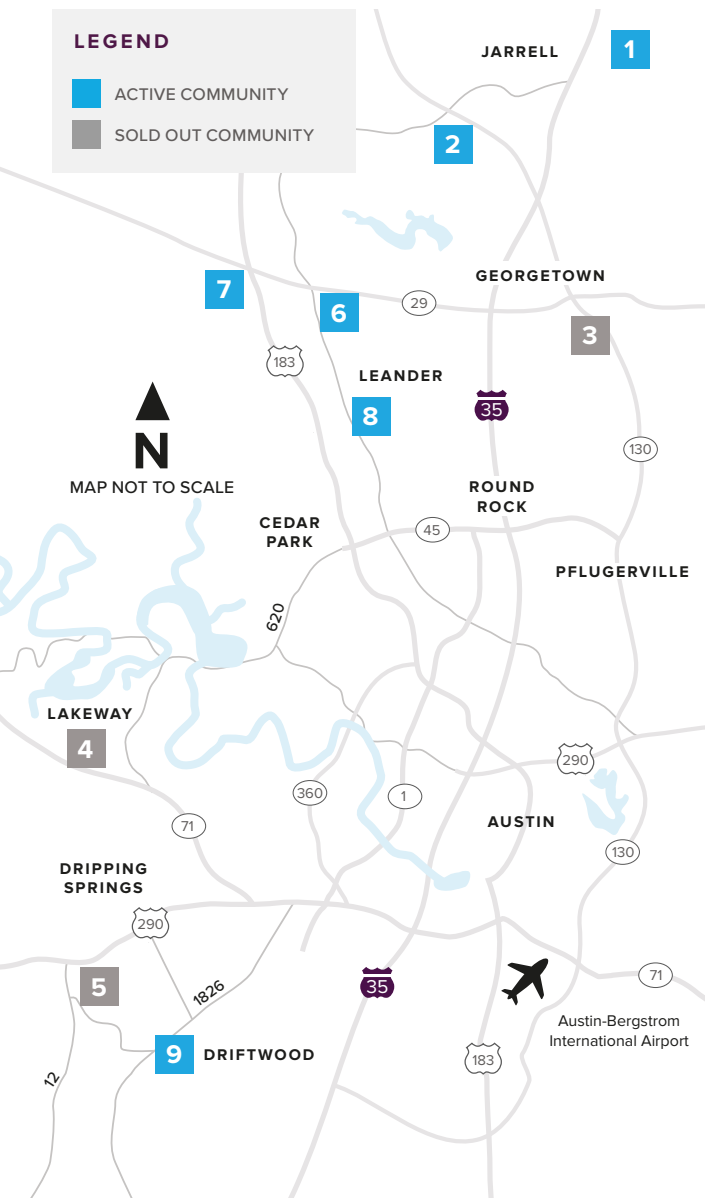 LEGEND
ACTIVE COMMUNITY
SOLD OUT COMMUNITY
JARRELL
1
2
GEORGETOWN
7
6
29
3
183
LEANDER
8
35
N
MAP NOT TO SCALE
130
ROUND
ROCK
CEDAR
PARK
45
PFLUGERVILLE
620
LAKEWAY
4
290
360
1
71
AUSTIN
130
DRIPPING
SPRINGS
290
5
1826
35
71
Austin-Bergstrom
International Airport
9
DRIFTWOOD
183
12